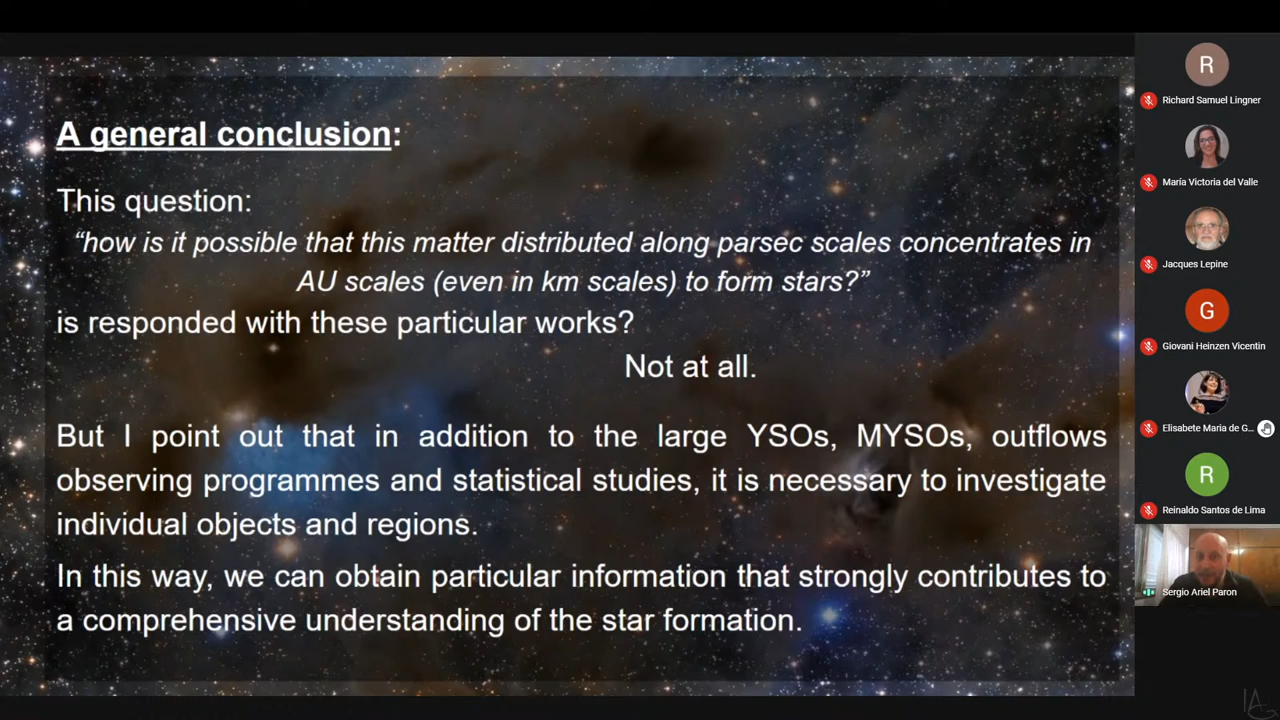 A general conclusion:
This question:
“how is it possible that this matter distributed along parsec scales concentrates in
AU scales (even in km scales) to form stars?”
is responded with these particular works?
Not at all.
But I point out that in addition to the large YSOs, MYSOs, outflows
observing programmes and statistical studies, it is necessary to investigate
individual objects and regions.
In this way, we can obtain particular information that strongly contributes to
a comprehensive understanding of the star formation.
R
Richard Samuel Lingner
María Victoria del Valle
Jacques Lepine
G
Giovani Heinzen Vicentin
Elisabete Maria de G...
R
Reinaldo Santos de Lima
Sergio Ariel Paron
IAG